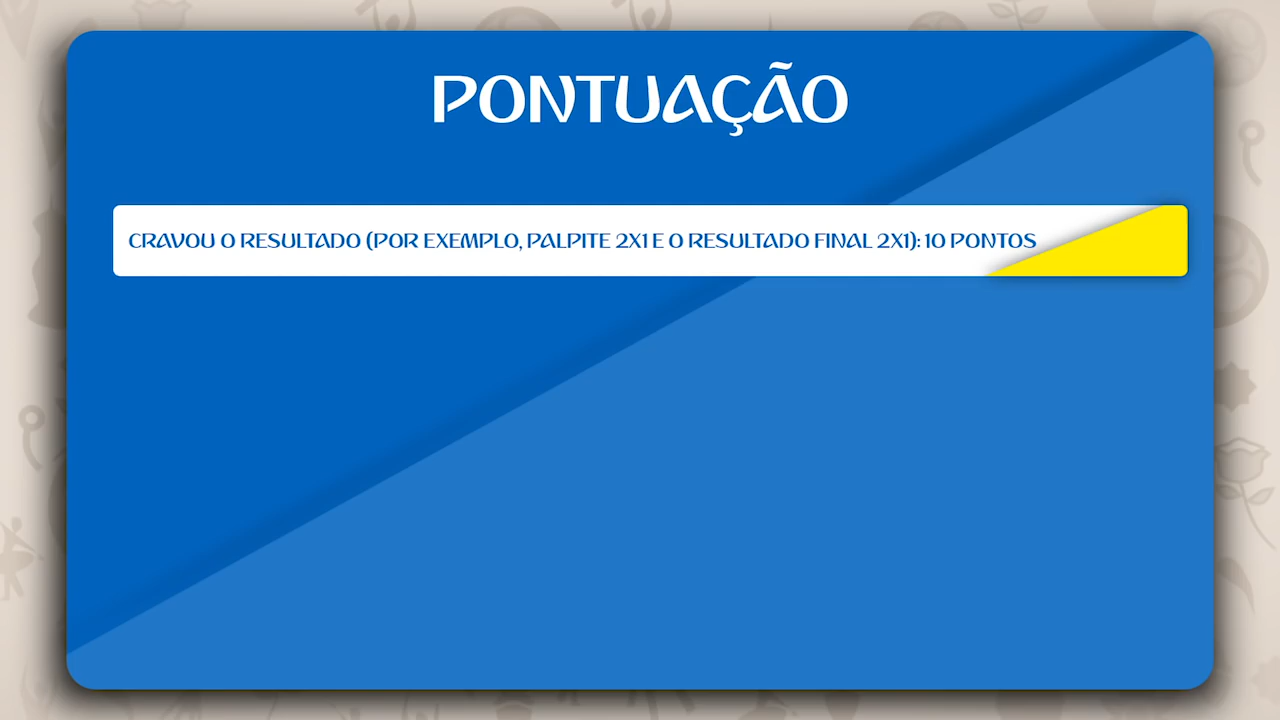 PONTUAÇÃO
CRAVOU O RESULTADO (POR EXEMPLO, PALPITE 2X1 E O RESULTADO FINAL 2X1): 10 PONTOS